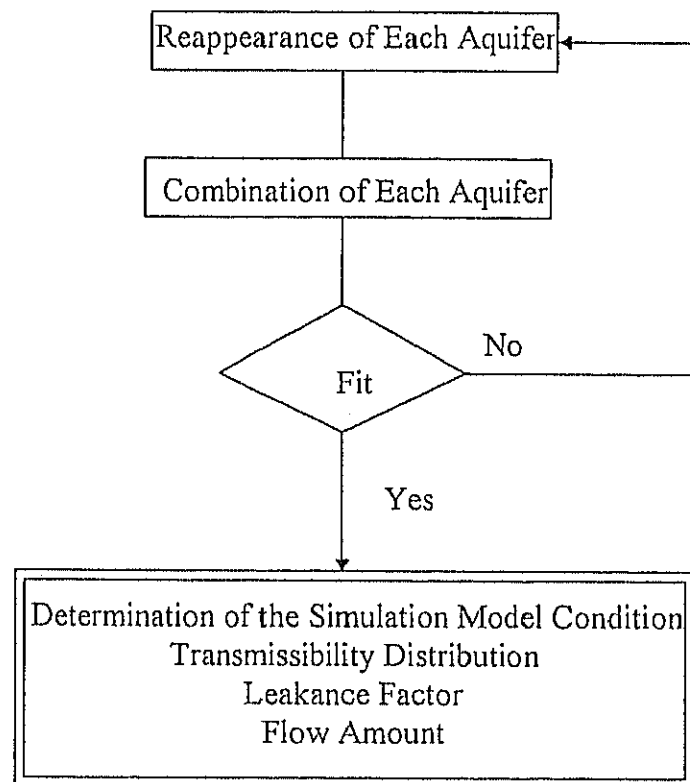 Reappearance of Each Aquifer
Combination of Each Aquifer
No
Fit
Yes
Determination of the Simulation Model Condition
Transmissibility Distribution
Leakance Factor
Flow Amount